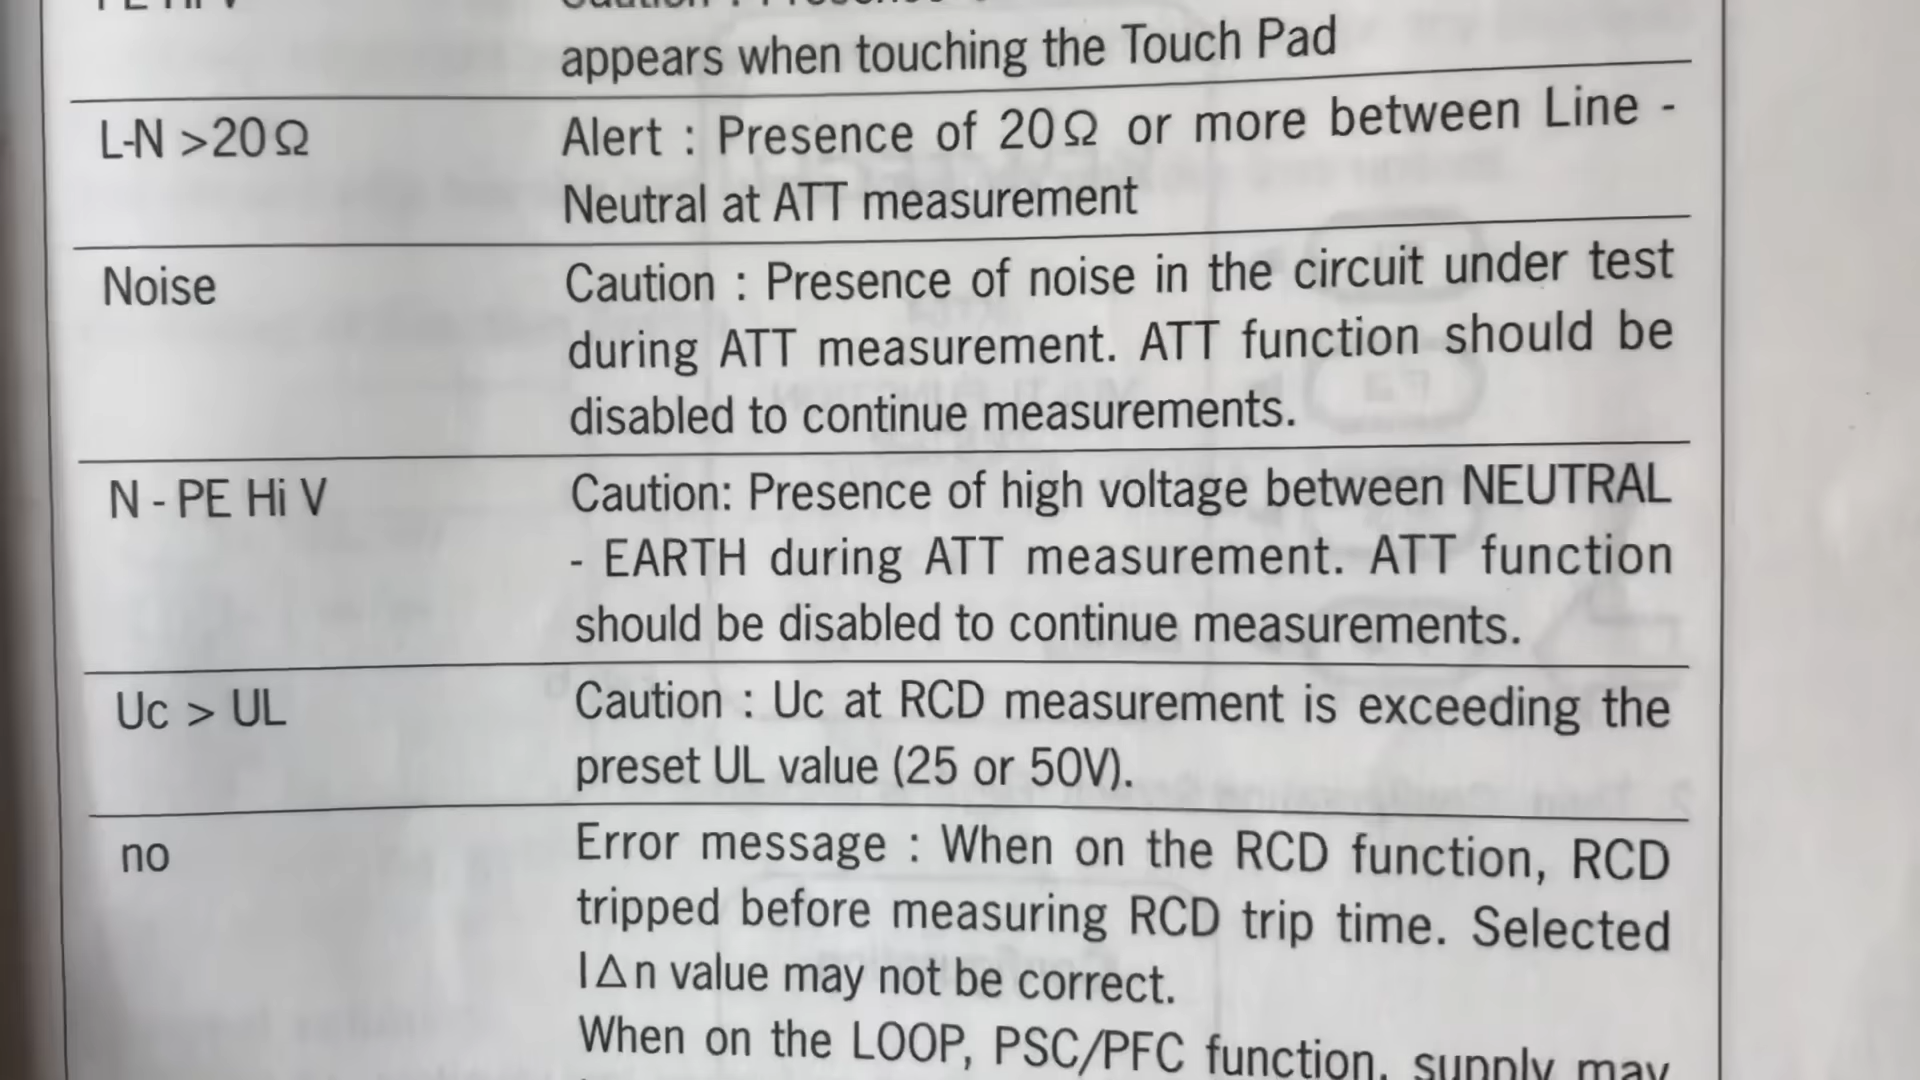 PE Hi V
Caution : Presence
appears when touching the Touch Pad
L-N >20Ω
Alert : Presence of 20Ω or more between Line -
Neutral at ATT measurement
Noise
Caution : Presence of noise in the circuit under test
during ATT measurement. ATT function should be
disabled to continue measurements.
N - PE Hi V
Caution: Presence of high voltage between NEUTRAL
- EARTH during ATT measurement. ATT function
should be disabled to continue measurements.
Uc > UL
Caution : Uc at RCD measurement is exceeding the
preset UL value (25 or 50V).
no
Error message : When on the RCD function, RCD
tripped before measuring RCD trip time. Selected
I∆n value may not be correct.
When on the LOOP, PSC/PFC function, supply may